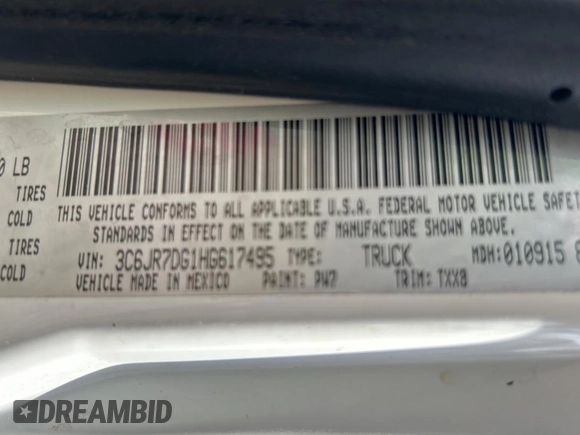 0 LB
TIRES
COLD
TIRES
COLD
THIS VEHICLE CONFORMS TO ALL APPLICABLE U.S.A. FEDERAL MOTOR VEHICLE SAFET
STANDARDS IN EFFECT ON THE DATE OF MANUFACTURE SHOWN ABOVE.
VIN: 3C6JR7DG1HG617495 TYPE: TRUCK MDH:010915
VEHICLE MADE IN MEXICO PAINT: PW7 TRIM: TXX8
DREAMBID